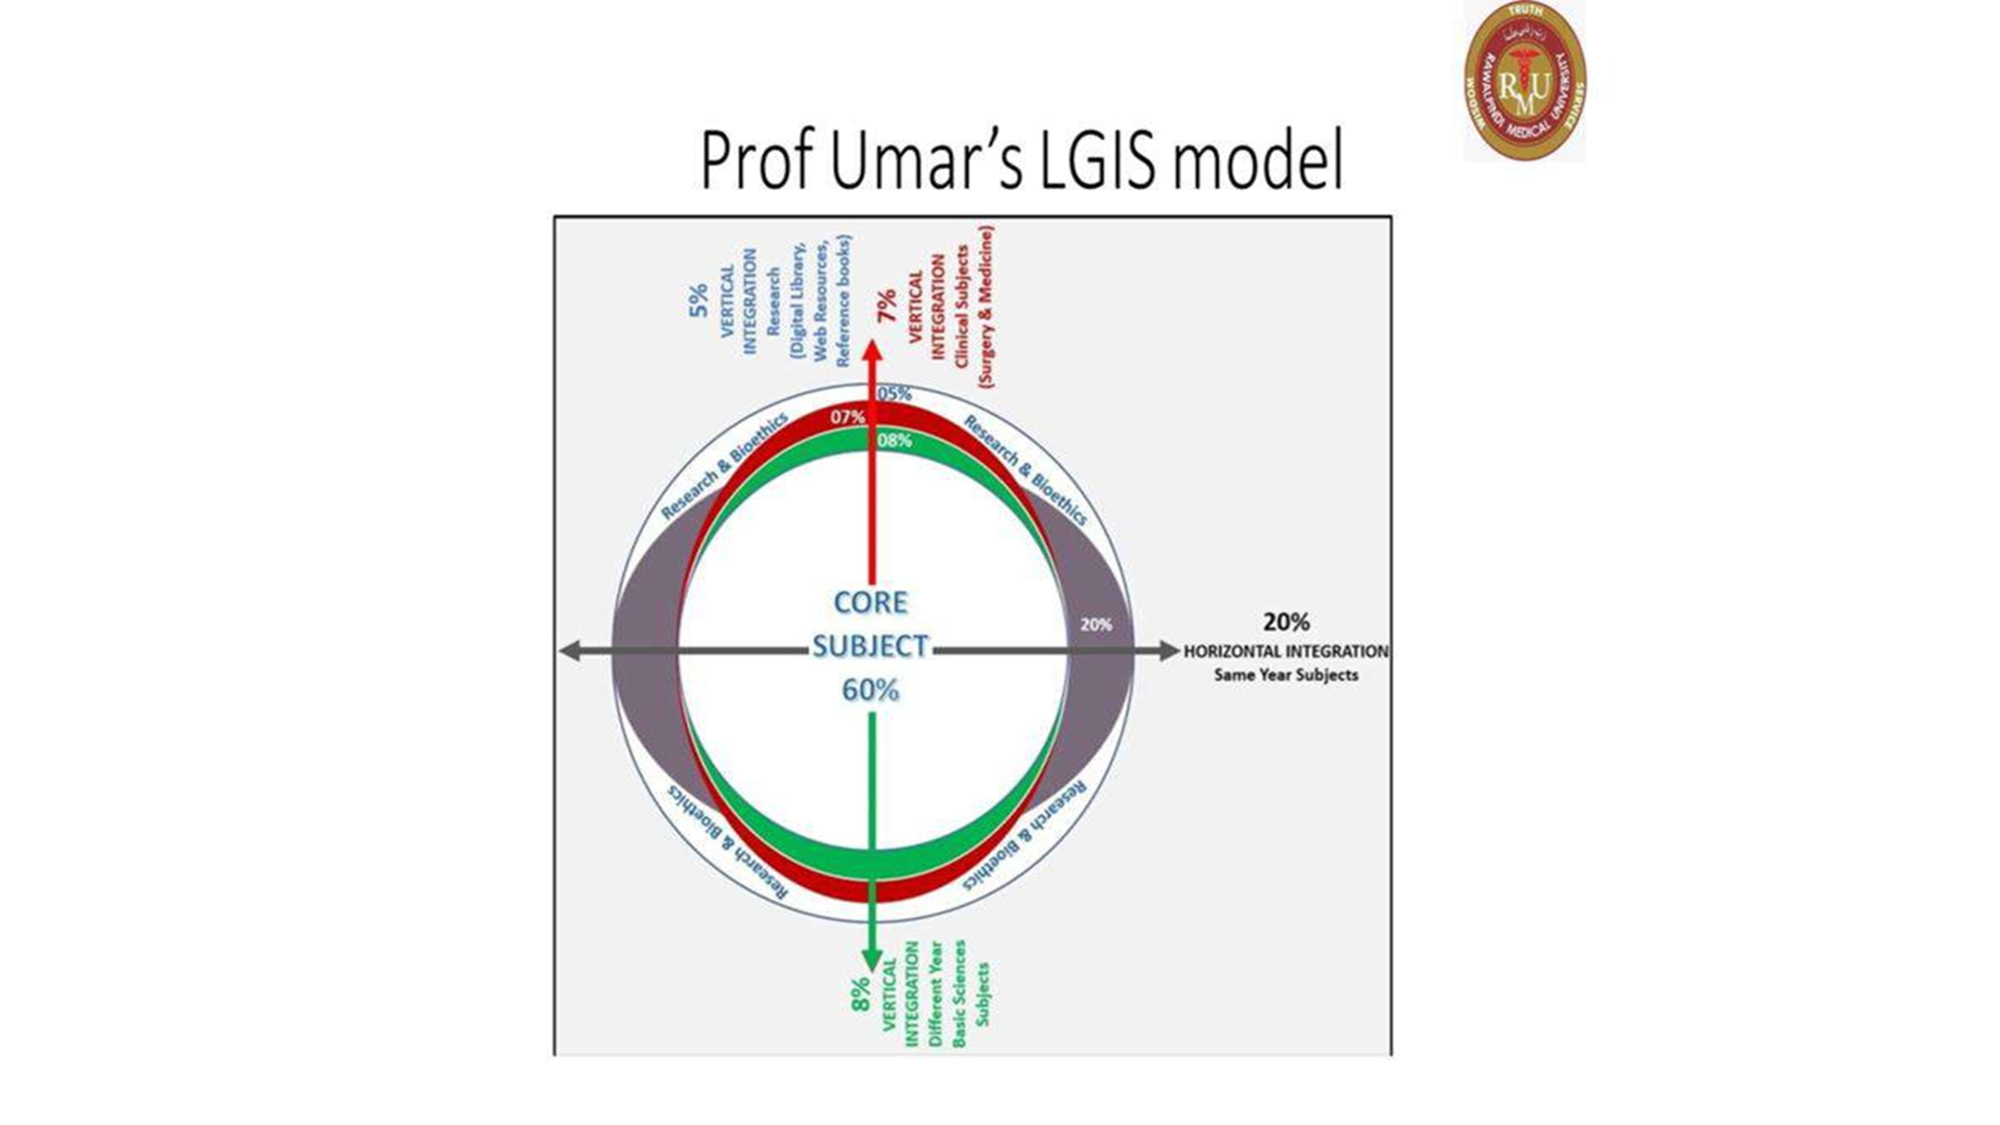 TRUTH
WISDOM
SERVICE
RAWALPINDI MEDICAL UNIVERSITY
RMU
Prof Umar’s LGIS model
5%
VERTICAL
INTEGRATION
Research
(Digital Library,
Web Resources,
Reference books)
7%
VERTICAL
INTEGRATION
Clinical Subjects
(Surgery & Medicine)
05%
07%
08%
Research & Bioethics
Research & Bioethics
CORE
SUBJECT
60%
20%
20%
HORIZONTAL INTEGRATION
Same Year Subjects
Research & Bioethics
Research & Bioethics
8%
VERTICAL
INTEGRATION
Different Year
Basic Sciences
Subjects